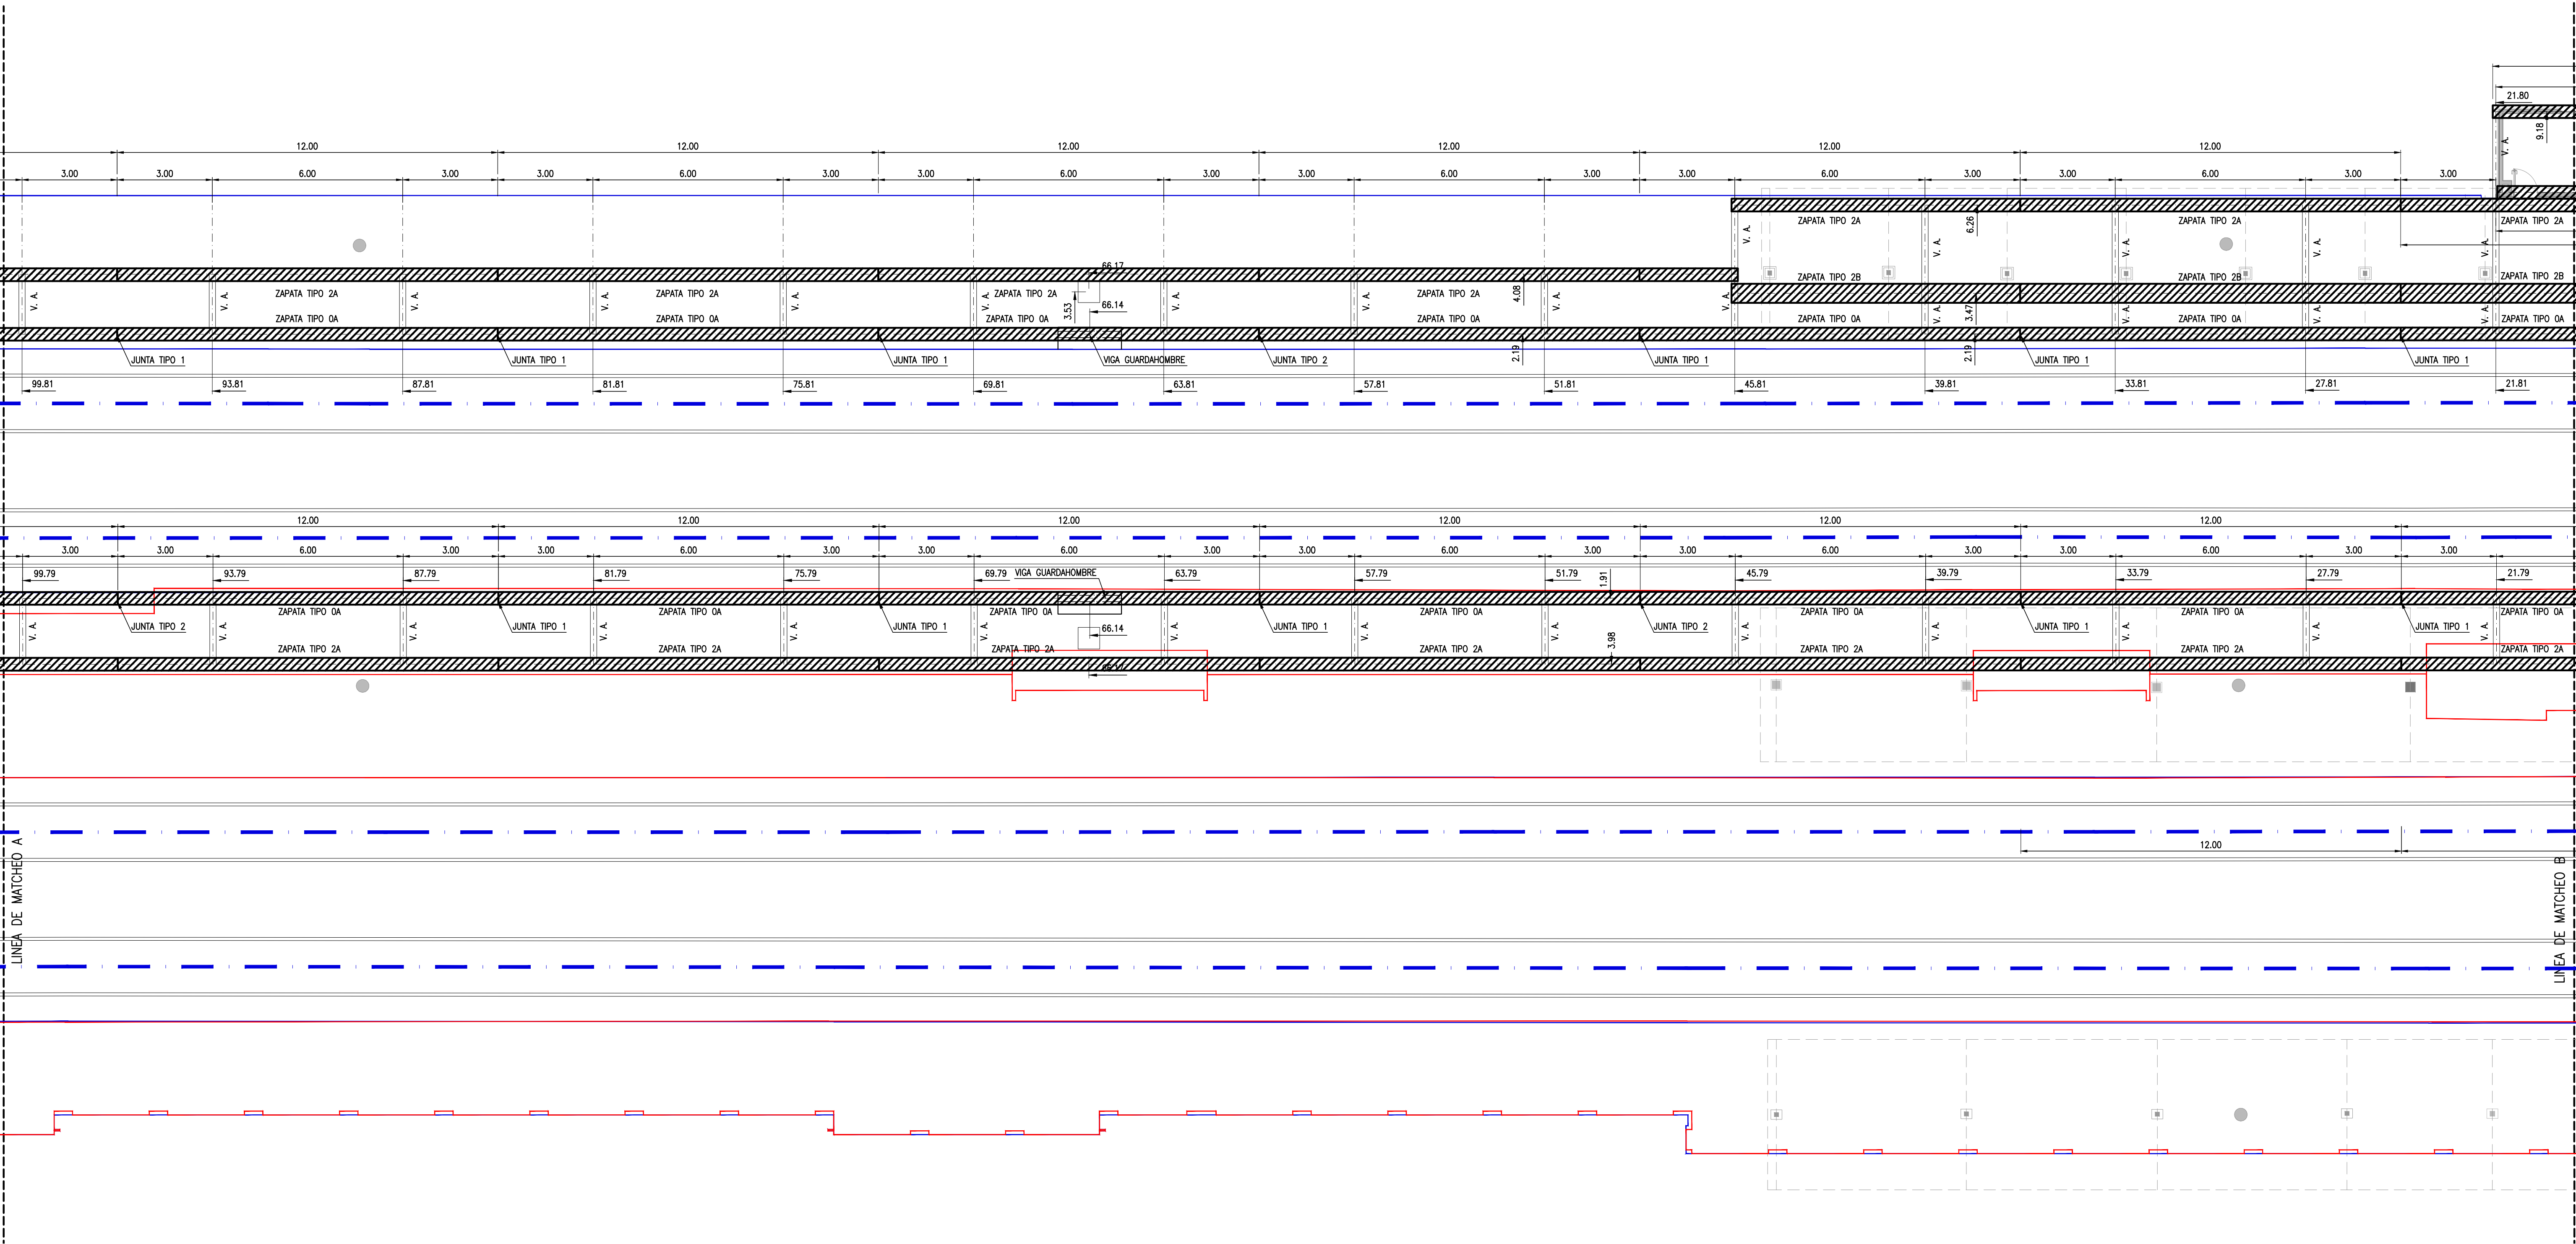 21.80
9.18
V. A.
12.00 12.00 12.00 12.00 12.00 12.00
3.00 3.00 6.00 3.00 3.00 6.00 3.00 3.00 6.00 3.00 3.00 6.00 3.00 3.00 6.00 3.00 3.00 6.00 3.00 3.00
ZAPATA TIPO 2A ZAPATA TIPO 2A ZAPATA TIPO 2A
6.26
V. A. V. A. V. A. V. A. V. A.
66.17
ZAPATA TIPO 2B ZAPATA TIPO 2B ZAPATA TIPO 2B
ZAPATA TIPO 2A ZAPATA TIPO 2A ZAPATA TIPO 2A ZAPATA TIPO 2A
4.08
V. A. V. A. V. A. V. A. V. A. V. A. V. A. V. A. V. A. V. A.
3.53
66.14
3.47
V. A. V. A. V. A. V. A.
ZAPATA TIPO 0A ZAPATA TIPO 0A ZAPATA TIPO 0A ZAPATA TIPO 0A ZAPATA TIPO 0A ZAPATA TIPO 0A ZAPATA TIPO 0A
2.19 2.19
JUNTA TIPO 1 JUNTA TIPO 1 JUNTA TIPO 1 VIGA GUARDAHOMBRE JUNTA TIPO 2 JUNTA TIPO 1 JUNTA TIPO 1 JUNTA TIPO 1
99.81 93.81 87.81 81.81 75.81 69.81 63.81 57.81 51.81 45.81 39.81 33.81 27.81 21.81
12.00 12.00 12.00 12.00 12.00 12.00
3.00 3.00 6.00 3.00 3.00 6.00 3.00 3.00 6.00 3.00 3.00 6.00 3.00 3.00 6.00 3.00 3.00 6.00 3.00 3.00
99.79 93.79 87.79 81.79 75.79 69.79 VIGA GUARDAHOMBRE 63.79 57.79 51.79 1.91 45.79 39.79 33.79 27.79 21.79
ZAPATA TIPO 0A ZAPATA TIPO 0A ZAPATA TIPO 0A ZAPATA TIPO 0A ZAPATA TIPO 0A ZAPATA TIPO 0A ZAPATA TIPO 0A
JUNTA TIPO 2 JUNTA TIPO 1 JUNTA TIPO 1 JUNTA TIPO 1 JUNTA TIPO 2 JUNTA TIPO 1 JUNTA TIPO 1
V. A. V. A. V. A. V. A. V. A. V. A. V. A. V. A. V. A. V. A. V. A. V. A. V. A. V. A.
66.14
3.98
ZAPATA TIPO 2A ZAPATA TIPO 2A ZAPATA TIPO 2A ZAPATA TIPO 2A ZAPATA TIPO 2A ZAPATA TIPO 2A ZAPATA TIPO 2A
66.17
12.00
LINEA DE MATCHEO A
LINEA DE MATCHEO B